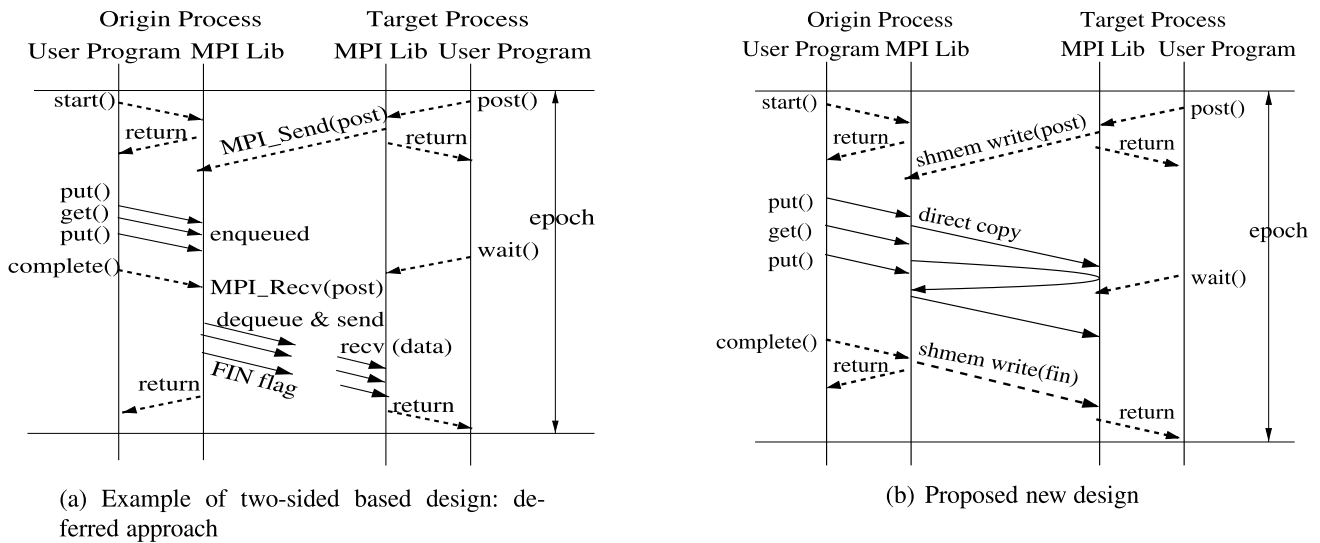 Origin Process Target Process
User Program MPI Lib MPI Lib User Program
start() post()
MPI_Send(post)
return return
put()
get() epoch
put() enqueued
wait()
complete()
MPI_Recv(post)
dequeue & send
recv (data)
FIN flag
return
return
(a) Example of two-sided based design: de-
ferred approach
Origin Process Target Process
User Program MPI Lib MPI Lib User Program
start() post()
shmem write(post)
return return
put() direct copy
get() epoch
put()
wait()
complete()
shmem write(fin)
return
return
(b) Proposed new design